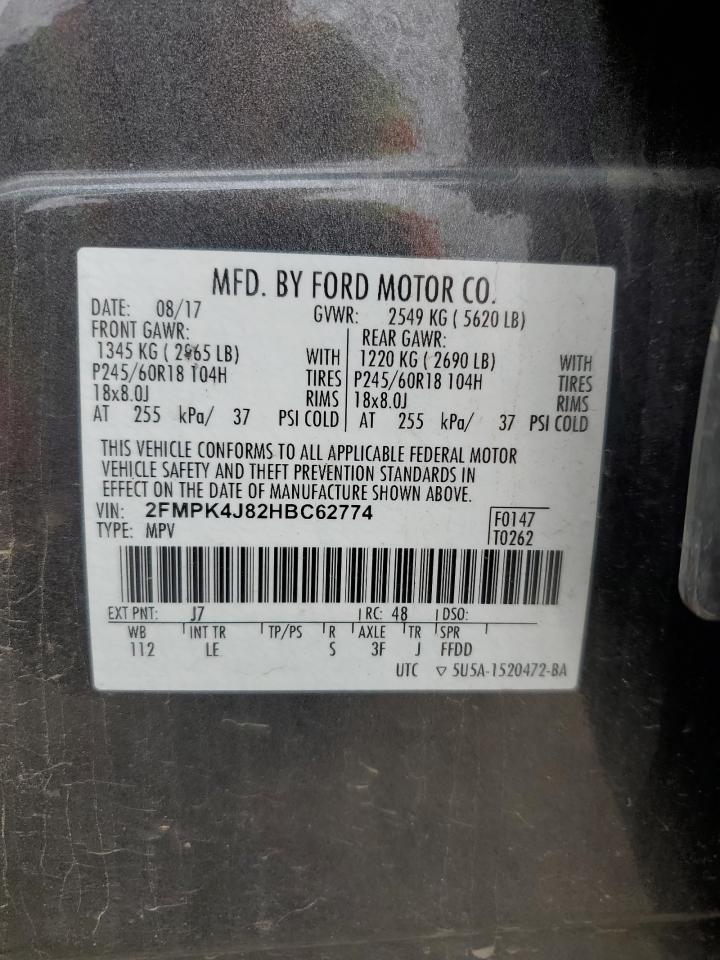 MFD. BY FORD MOTOR CO.
DATE: 08/17 GVWR: 2549 KG ( 5620 LB)
FRONT GAWR: REAR GAWR:
1345 KG ( 2965 LB) WITH 1220 KG ( 2690 LB) WITH
P245/60R18 104H TIRES P245/60R18 104H TIRES
18x8.0J RIMS 18x8.0J RIMS
AT 255 kPa/ 37 PSI COLD AT 255 kPa/ 37 PSI COLD
THIS VEHICLE CONFORMS TO ALL APPLICABLE FEDERAL MOTOR
VEHICLE SAFETY AND THEFT PREVENTION STANDARDS IN
EFFECT ON THE DATE OF MANUFACTURE SHOWN ABOVE.
VIN: 2FMPK4J82HBC62774 F0147
TYPE: MPV T0262
EXT PNT: J7 RC: 48 DSO:
WB INT TR TP/PS R AXLE TR SPR
112 LE S 3F J FFDD
UTC ▽ 5U5A-1520472-BA